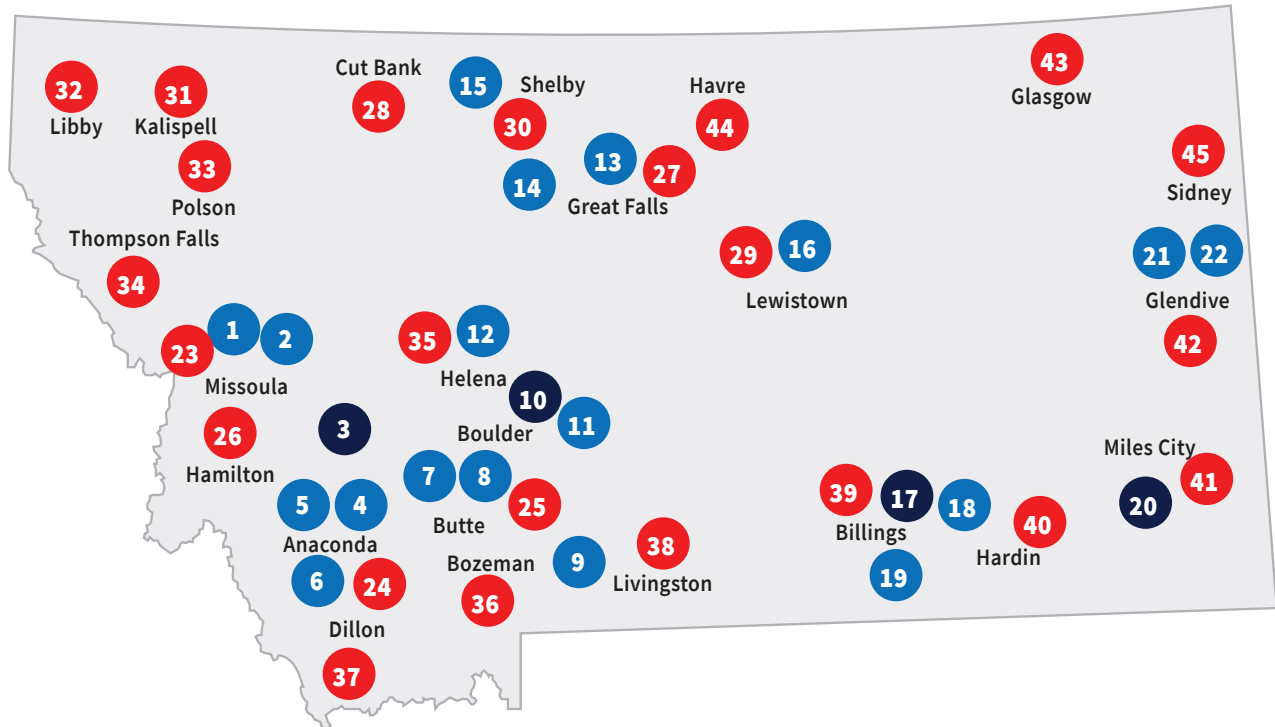 43
Glasgow
Cut Bank
28
15
Shelby
30
Havre
44
32
Libby
31
Kalispell
33
Polson
13
27
14
Great Falls
45
Sidney
Thompson Falls
34
29
16
Lewistown
21
22
Glendive
42
23
1
2
Missoula
35
12
Helena
10
11
Boulder
26
Hamilton
3
7
8
25
Butte
5
4
Anaconda
6
24
Dillon
37
Bozeman
36
9
38
Livingston
39
17
18
Billings
19
40
Hardin
Miles City
41
20